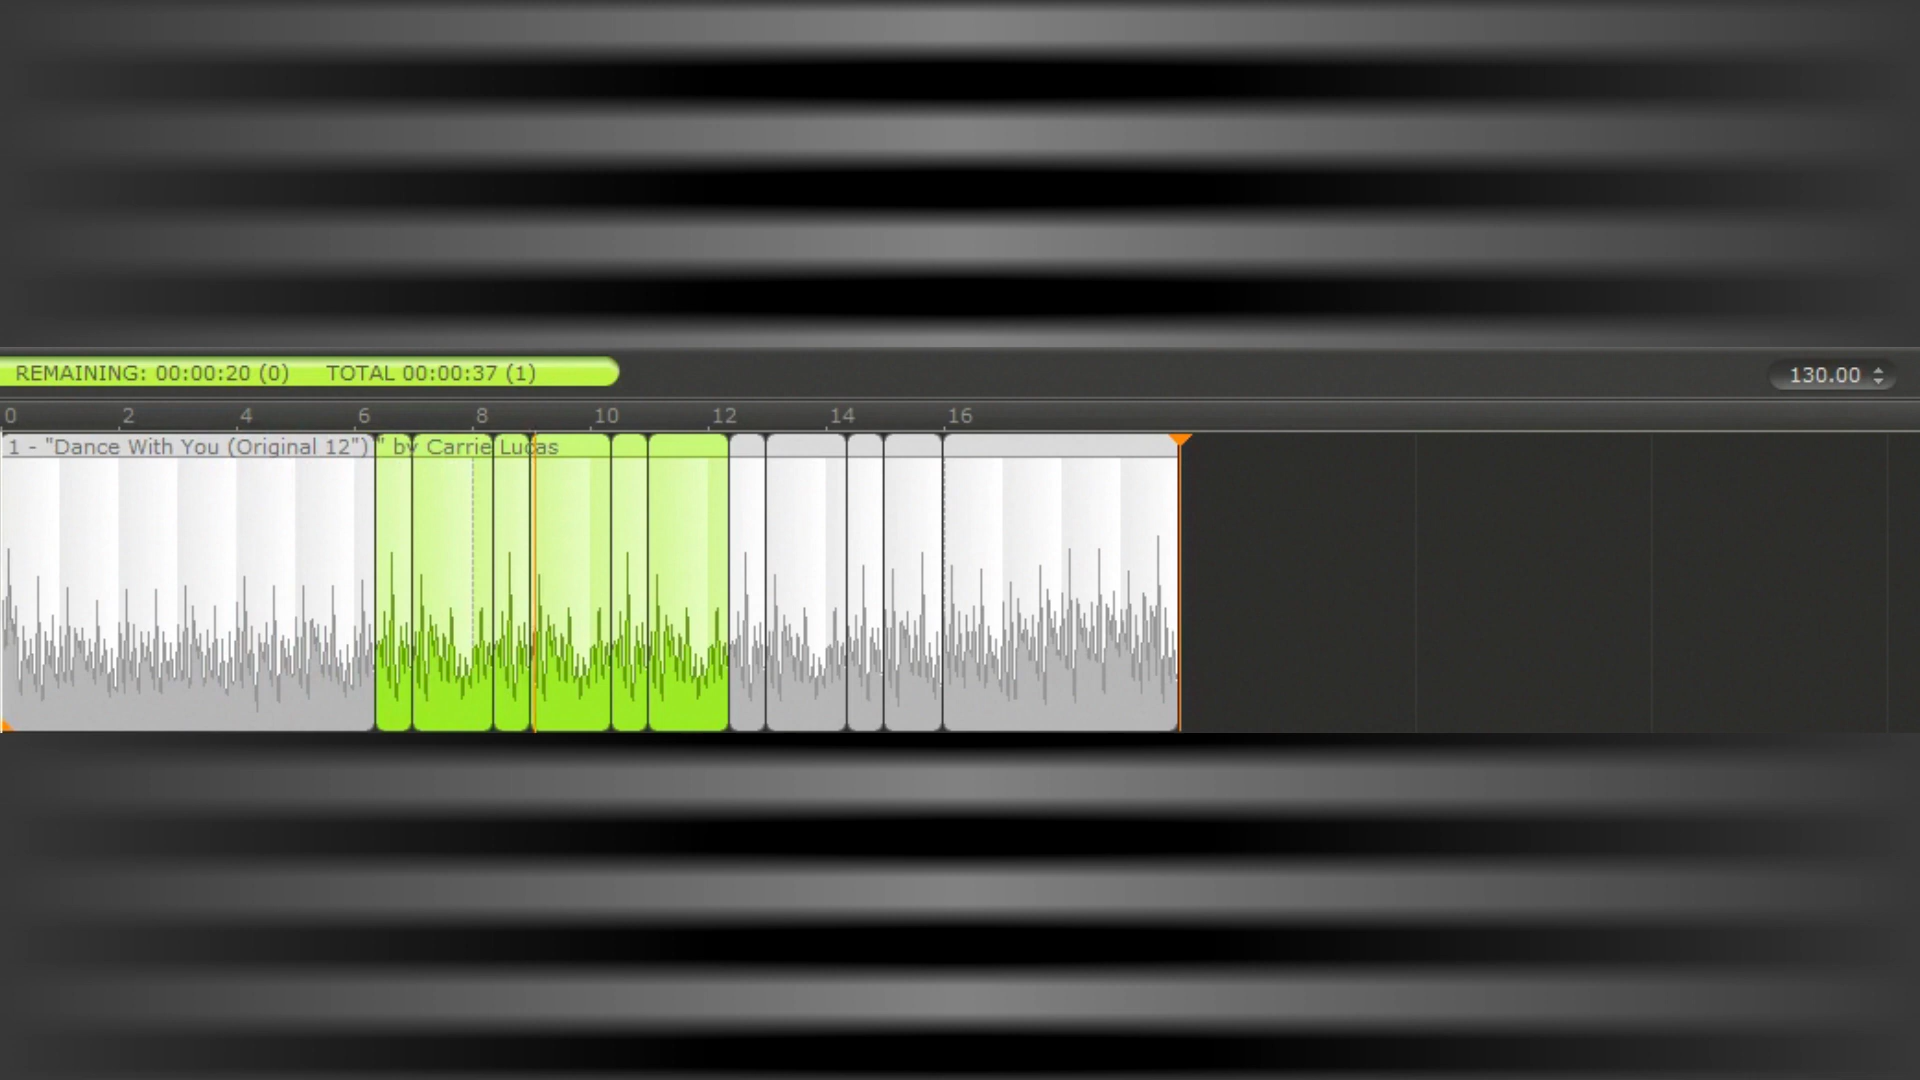 REMAINING: 00:00:20 (0) TOTAL 00:00:37 (1)
130.00
0 2 4 6 8 10 12 14 16
1 - "Dance With You (Original 12") " by Carrie Lucas